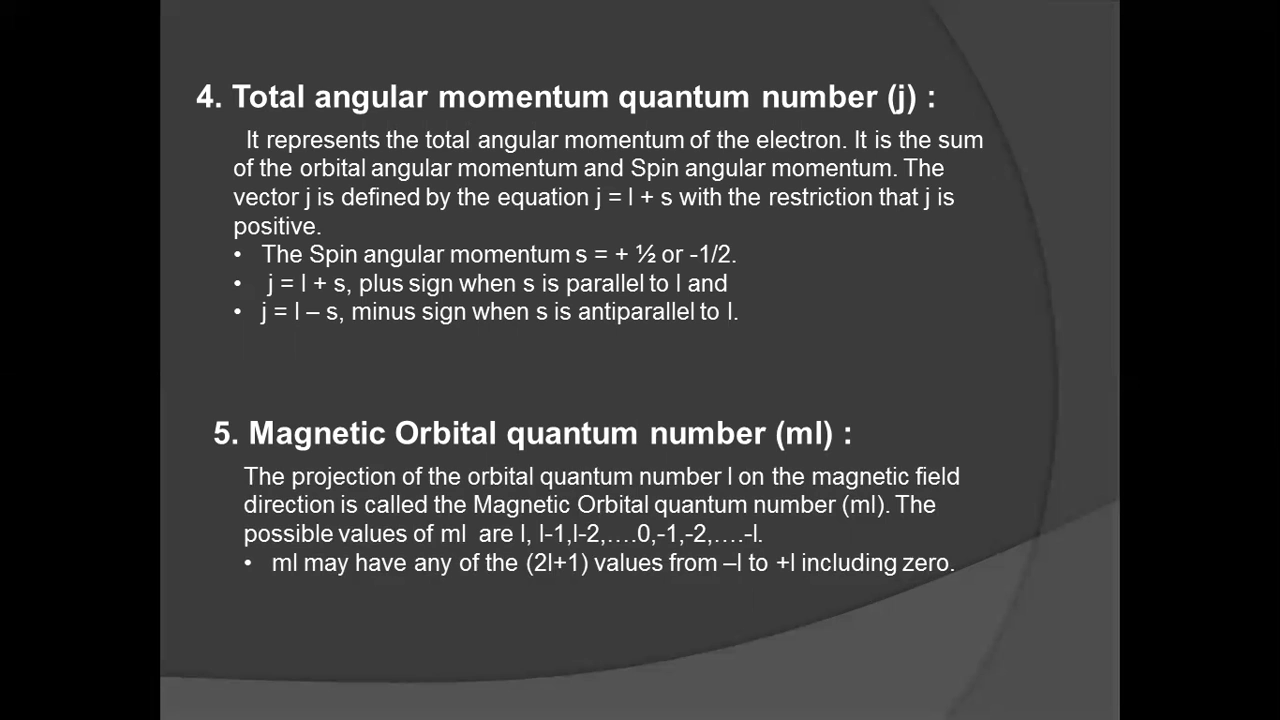 4. Total angular momentum quantum number (j) :
It represents the total angular momentum of the electron. It is the sum
of the orbital angular momentum and Spin angular momentum. The
vector j is defined by the equation j = l + s with the restriction that j is
positive.
• The Spin angular momentum s = + ½ or -1/2.
• j = l + s, plus sign when s is parallel to l and
• j = l – s, minus sign when s is antiparallel to l.
5. Magnetic Orbital quantum number (ml) :
The projection of the orbital quantum number l on the magnetic field
direction is called the Magnetic Orbital quantum number (ml). The
possible values of ml are l, l-1,l-2,….0,-1,-2,….-l.
• ml may have any of the (2l+1) values from –l to +l including zero.